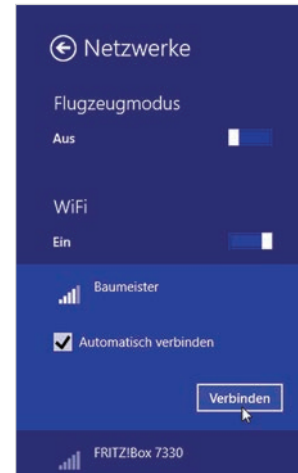 Netzwerke
Flugzeugmodus
Aus
WiFi
Ein
Baumeister
Automatisch verbinden
Verbinden
FRITZ!Box 7330